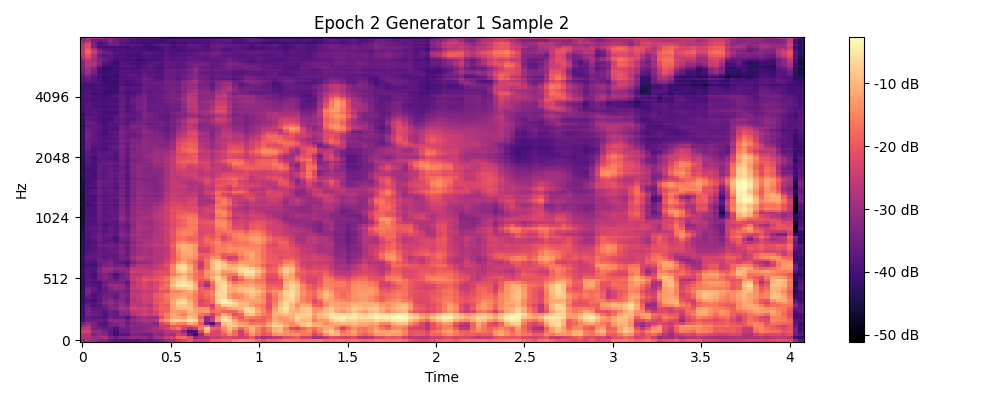 Epoch 2 Generator 1 Sample 2
Hz
4096
2048
1024
512
0
0 0.5 1 1.5 2 2.5 3 3.5 4
Time
-10 dB
-20 dB
-30 dB
-40 dB
-50 dB